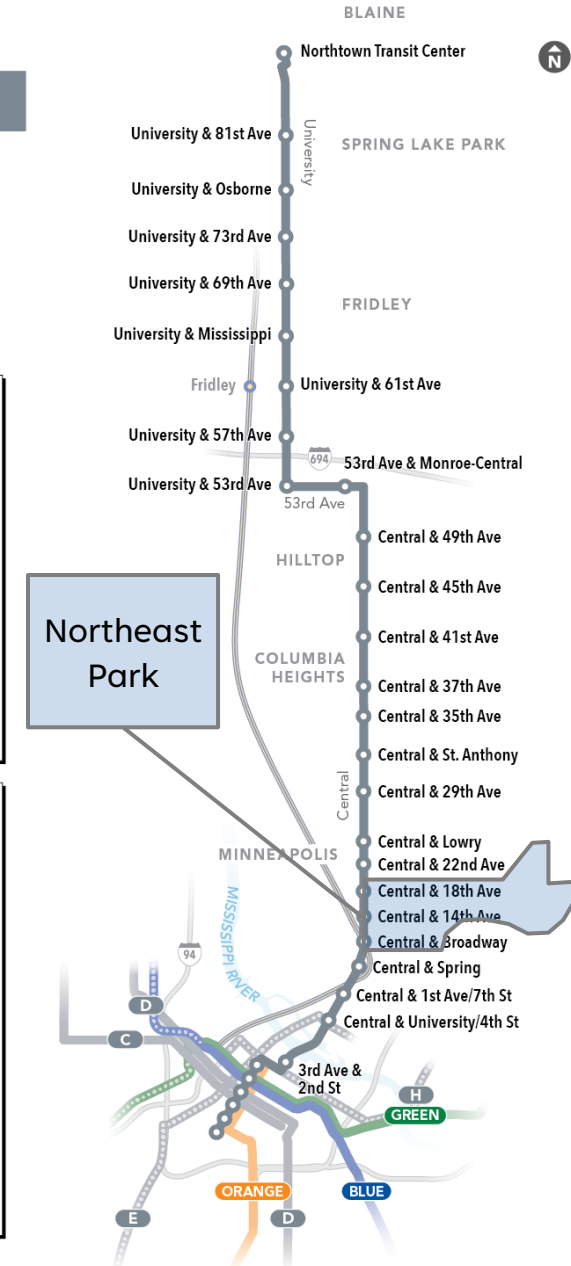 BLAINE
Northtown Transit Center
N
University & 81st Ave
University
SPRING LAKE PARK
University & Osborne
University & 73rd Ave
University & 69th Ave
FRIDLEY
University & Mississippi
Fridley
University & 61st Ave
University & 57th Ave
694
53rd Ave & Monroe-Central
University & 53rd Ave
53rd Ave
Central & 49th Ave
HILLTOP
Central & 45th Ave
Northeast
Park
Central & 41st Ave
COLUMBIA
HEIGHTS
Central & 37th Ave
Central & 35th Ave
Central & St. Anthony
Central
Central & 29th Ave
Central & Lowry
MINNEAPOLIS
Central & 22nd Ave
Central & 18th Ave
Central & 14th Ave
Central & Broadway
MISSISSIPPI RIVER
94
Central & Spring
Central & 1st Ave/7th St
D
Central & University/4th St
C
3rd Ave &
2nd St
H
GREEN
ORANGE
BLUE
E
D